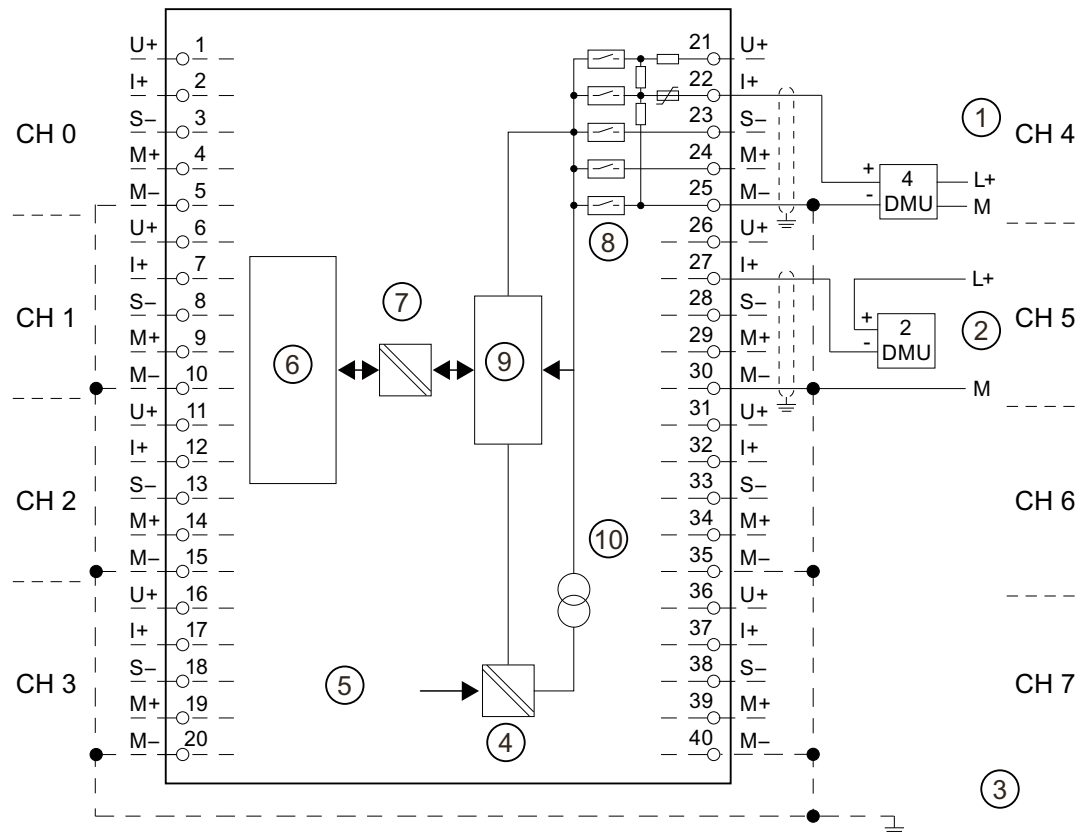 U+ 1 21 U+
I+ 2 22 I+
S– 3 23 S–
CH 0 ① CH 4
M+ 4 24 M+
+ 4 L+
M– 5 25 M–
- DMU M
U+ 6 26 U+
⑧
I+ 7 27 I+
L+
S– 8 28 S–
⑦
CH 1 + 2 ② CH 5
M+ 9 29 M+
- DMU
⑥ ⑨
M– 10 30 M–
M
U+ 11 31 U+
I+ 12 32 I+
S– 13 33 S–
CH 2 CH 6
M+ 14 34 M+
⑩
M– 15 35 M–
U+ 16 36 U+
I+ 17 37 I+
S– 18 38 S–
CH 3 ⑤ CH 7
M+ 19 39 M+
M– 20 40 M–
④
③